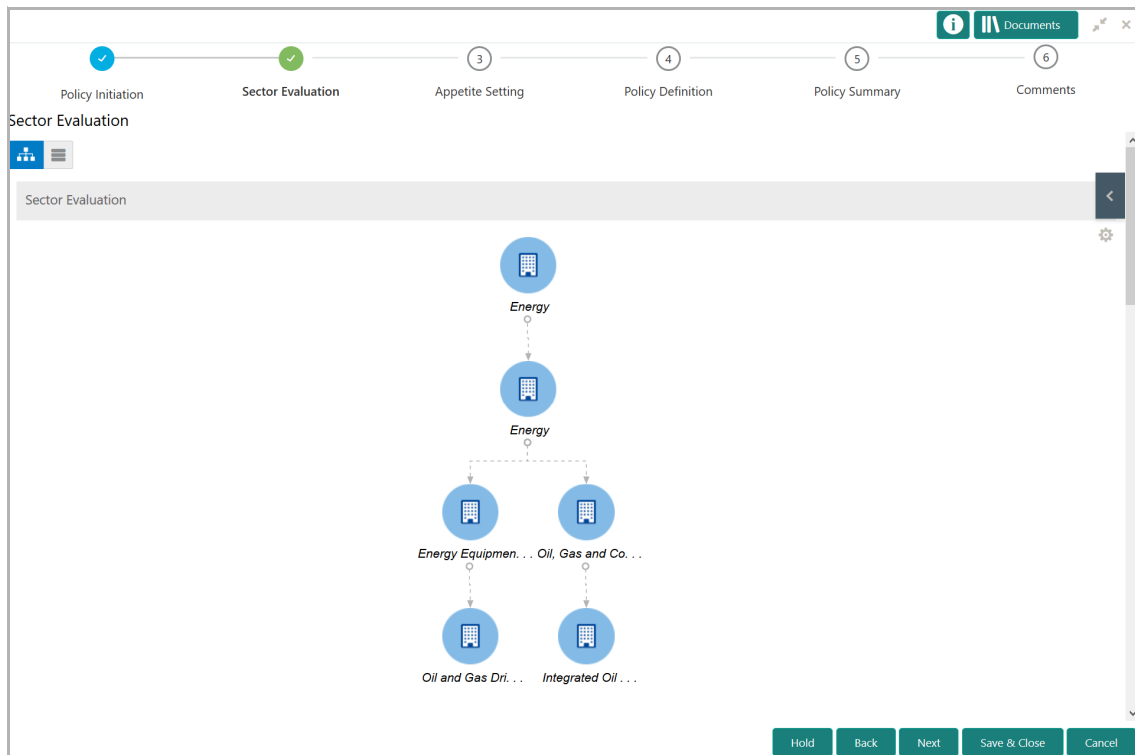 Documents
3
4
5
6
Policy Initiation
Sector Evaluation
Appetite Setting
Policy Definition
Policy Summary
Comments
Sector Evaluation
Sector Evaluation
Energy
Energy
Energy Equipmen. . .
Oil, Gas and Co. . .
Oil and Gas Dri. . .
Integrated Oil . . .
Hold
Back
Next
Save & Close
Cancel